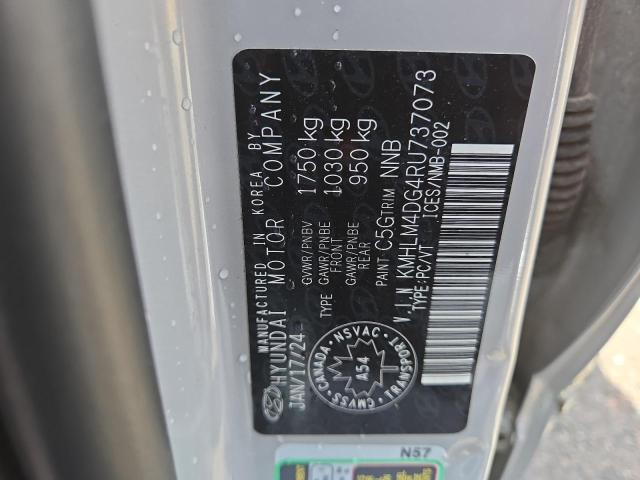 MANUFACTURED IN KOREA BY
HYUNDAI MOTOR COMPANY
JAN/17/24
GVWR/PNBV 1750 kg
TYPE GAWR/PNBE FRONT 1030 kg
GAWR/PNBE REAR 950 kg
PAINT C5G TRIM NNB
V.I.N KMHLM4DG4RU737073
TYPE:PC/VT ICES/NMB-002
CANADA · NSVAC · TRANSPORT · CMVSS
A54
N57